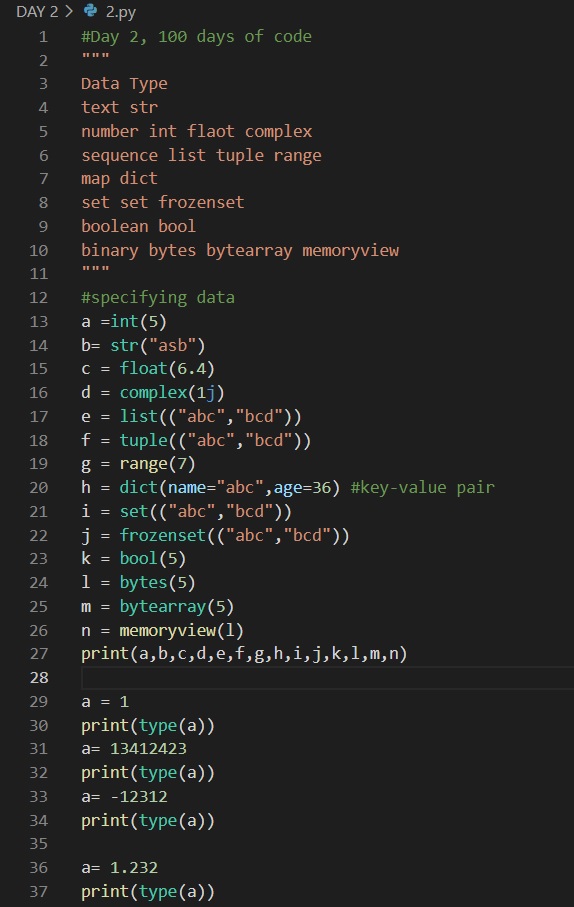 DAY 2 > 2.py
1 #Day 2, 100 days of code
2 """
3 Data Type
4 text str
5 number int flaot complex
6 sequence list tuple range
7 map dict
8 set set frozenset
9 boolean bool
10 binary bytes bytearray memoryview
11 """
12 #specifying data
13 a =int(5)
14 b= str("asb")
15 c = float(6.4)
16 d = complex(1j)
17 e = list(("abc","bcd"))
18 f = tuple(("abc","bcd"))
19 g = range(7)
20 h = dict(name="abc",age=36) #key-value pair
21 i = set(("abc","bcd"))
22 j = frozenset(("abc","bcd"))
23 k = bool(5)
24 l = bytes(5)
25 m = bytearray(5)
26 n = memoryview(l)
27 print(a,b,c,d,e,f,g,h,i,j,k,l,m,n)
28
29 a = 1
30 print(type(a))
31 a= 13412423
32 print(type(a))
33 a= -12312
34 print(type(a))
35
36 a= 1.232
37 print(type(a))